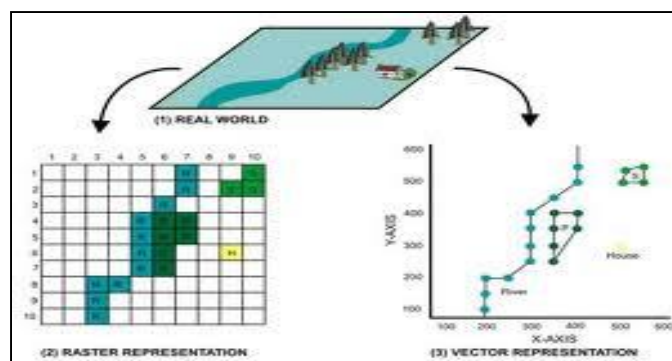 (1) REAL WORLD
1 2 3 4 5 6 7 8 9 10
1
2
3
4
5
6
7
8
9
10
R
R
R
H
R R
R
R
(2) RASTER REPRESENTATION
600
500
400
300
200
100
Y-AXIS
S
P
House
River
100 200 300 400 500 600
X-AXIS
(3) VECTOR REPRESENTATION